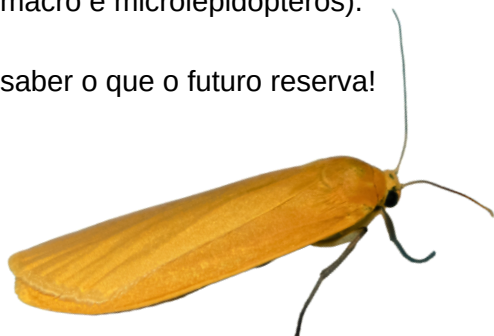 macro e microlepidópteros).
saber o que o futuro reserva!